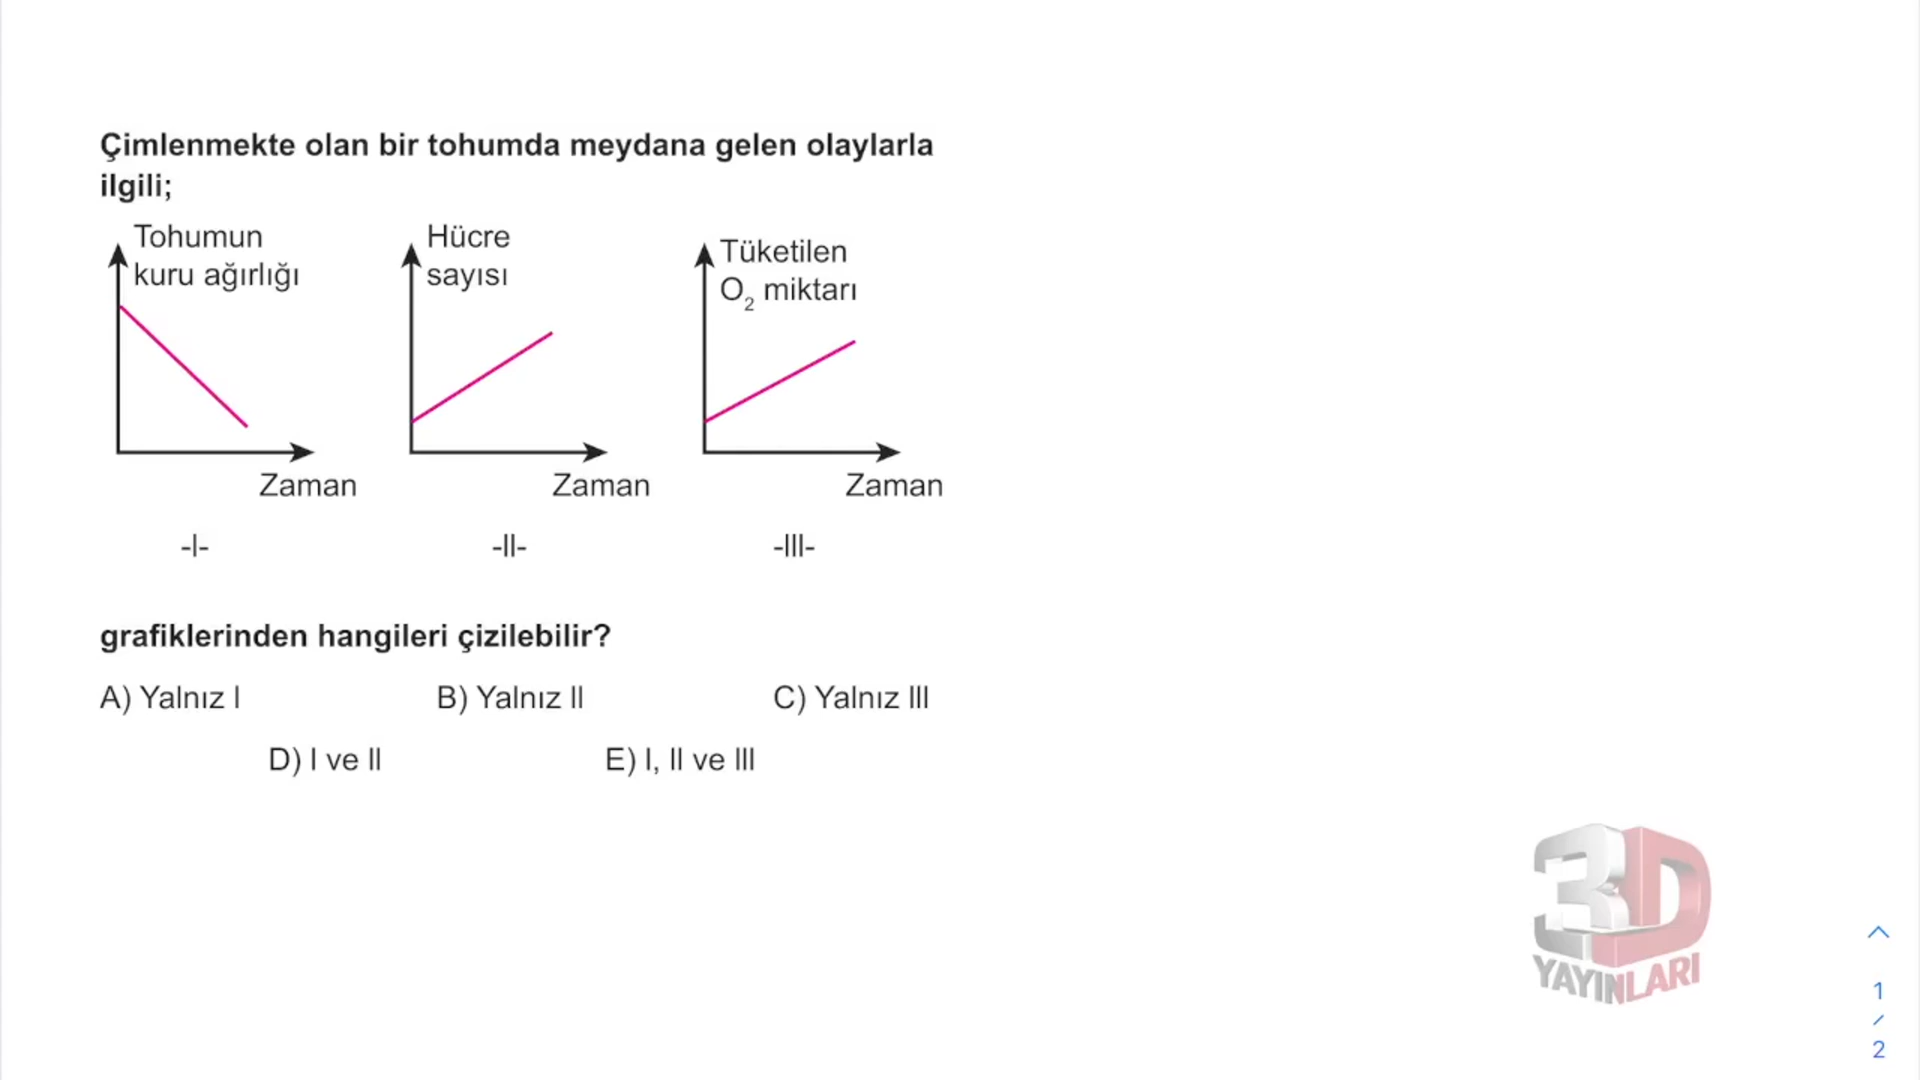 Çimlenmekte olan bir tohumda meydana gelen olaylarla
ilgili;
Tohumun
kuru ağırlığı
Zaman
-I-
Hücre
sayısı
Zaman
-II-
Tüketilen
O₂ miktarı
Zaman
-III-
grafiklerinden hangileri çizilebilir?
A) Yalnız I
B) Yalnız II
C) Yalnız III
D) I ve II
E) I, II ve III
3D
YAYINLARI
1
/
2